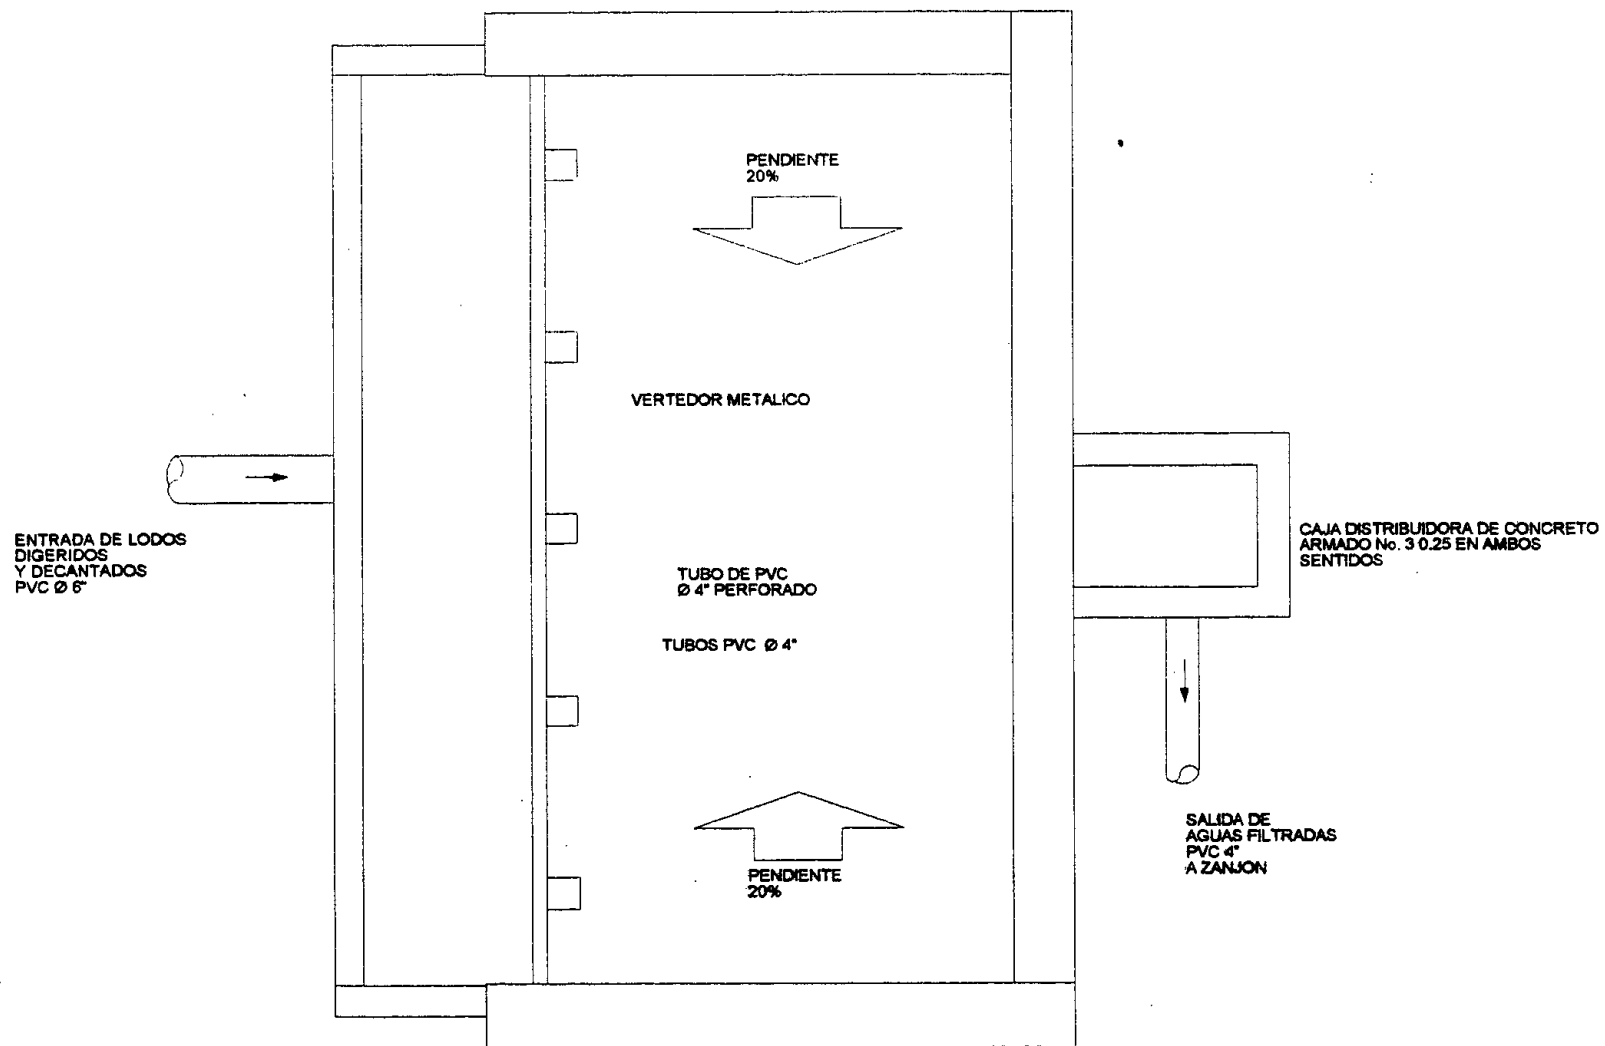 PENDIENTE
20%
VERTEDOR METALICO
ENTRADA DE LODOS
DIGERIDOS
Y DECANTADOS
PVC Ø 6"
TUBO DE PVC
Ø 4" PERFORADO
TUBOS PVC Ø 4"
CAJA DISTRIBUIDORA DE CONCRETO
ARMADO No. 3 0.25 EN AMBOS
SENTIDOS
SALIDA DE
AGUAS FILTRADAS
PVC 4"
A ZANJON
PENDIENTE
20%